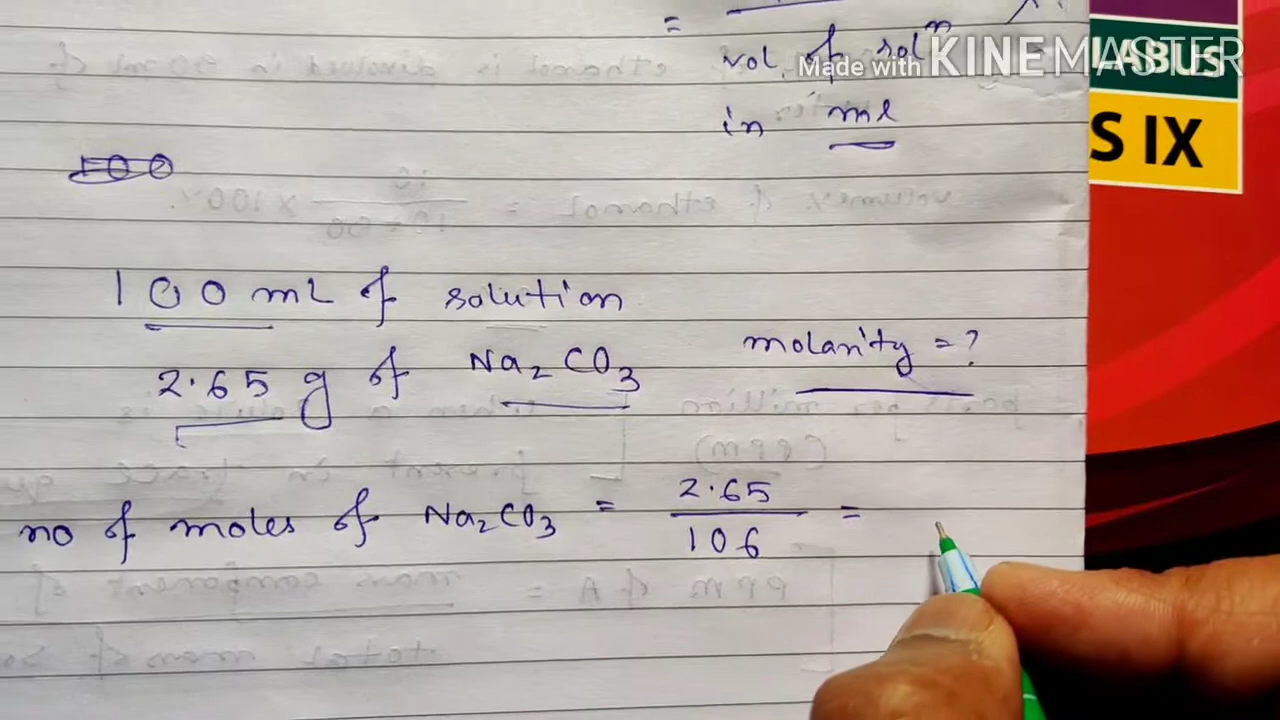 =
vol. of solⁿ
in ml
Made with KINEMASTER
LABUS
S IX
100
100 mL of solution
2.65 g of Na₂CO₃
molarity = ?
no of moles of Na₂CO₃ = 2.65 / 106 =